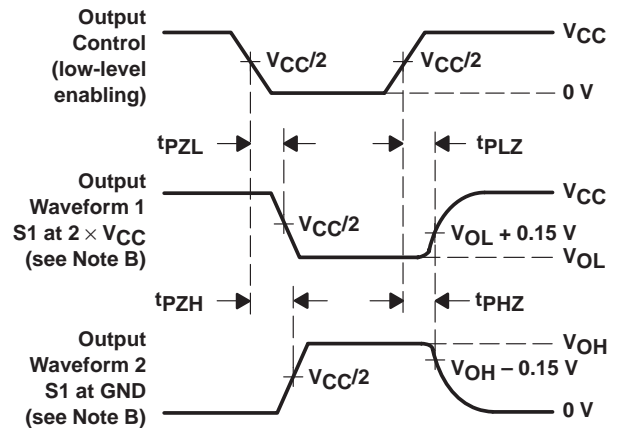 Output
Control
(low-level
enabling)
VCC/2
VCC/2
VCC
0 V
tPZL
tPLZ
Output
Waveform 1
S1 at 2 × VCC
(see Note B)
VCC/2
VCC
VOL + 0.15 V
VOL
tPZH
tPHZ
Output
Waveform 2
S1 at GND
(see Note B)
VCC/2
VOH
VOH – 0.15 V
0 V